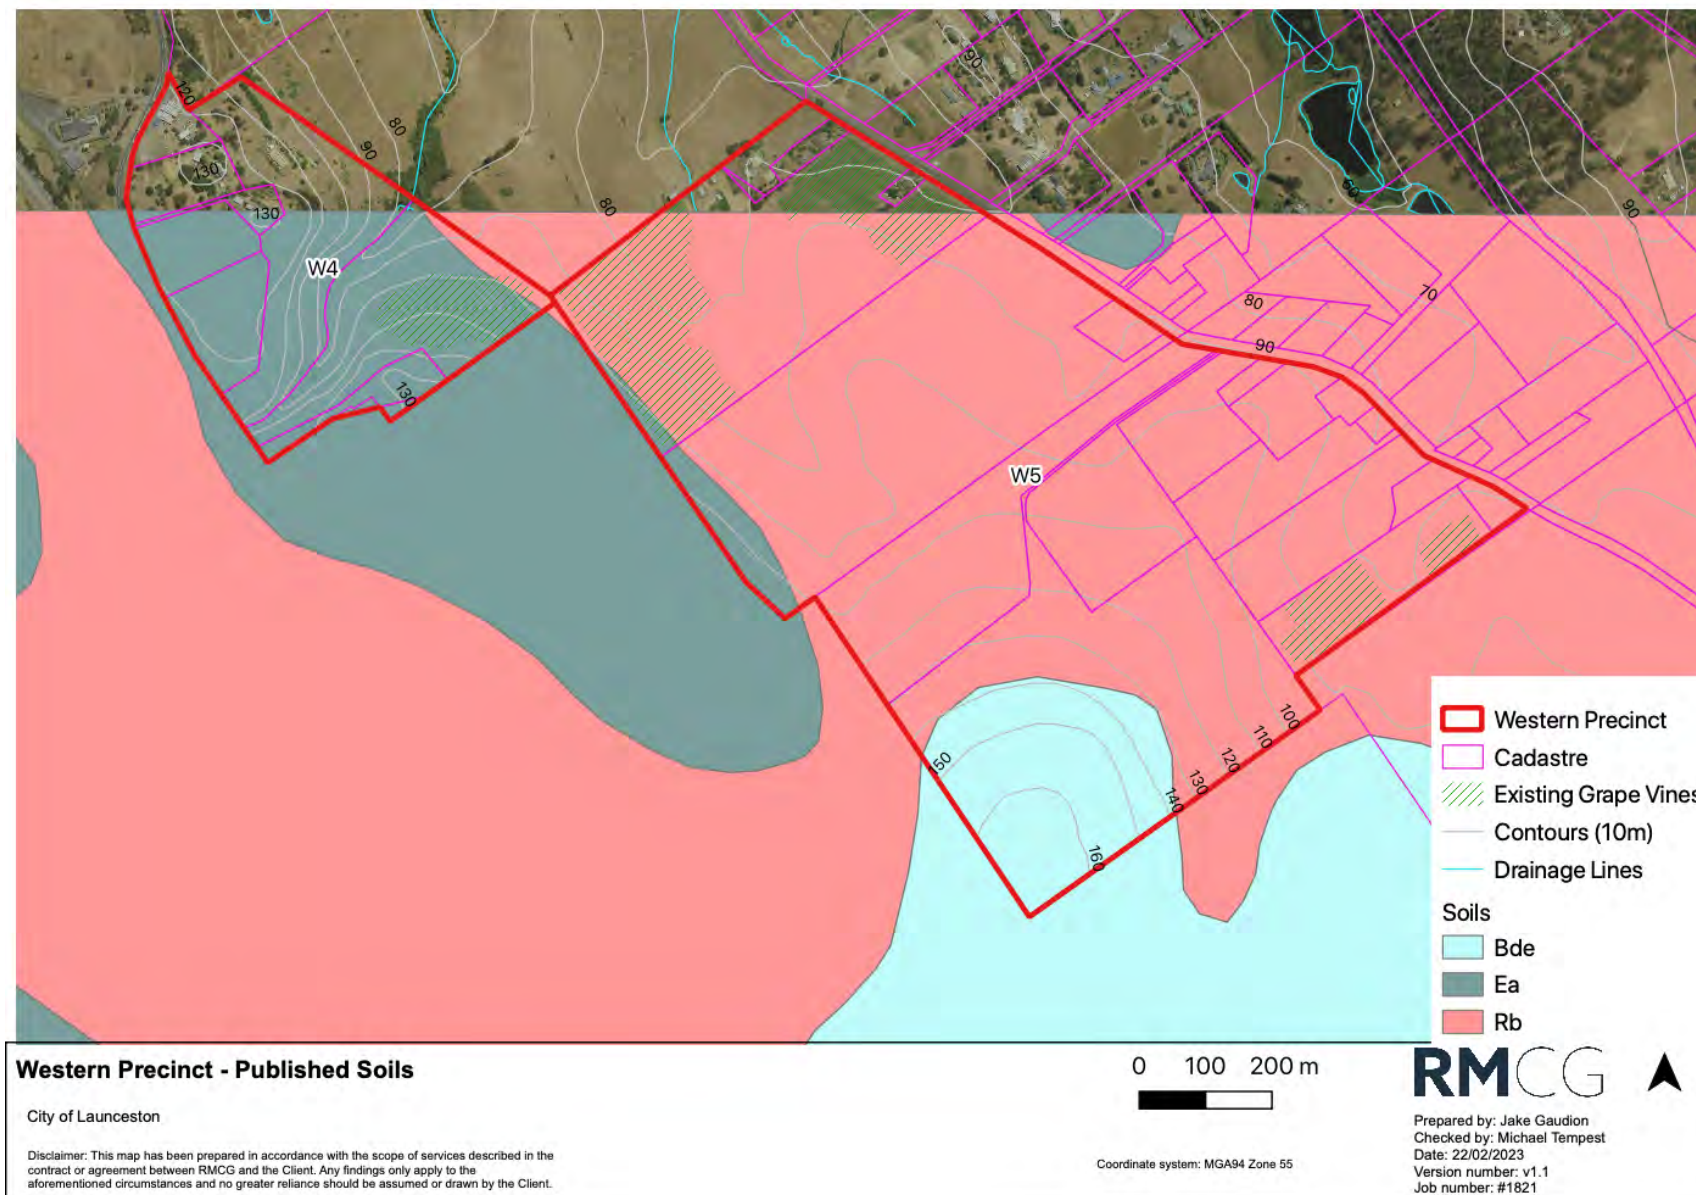 120
80
90
130
130
W4
130
80
90
60
90
80
70
90
W5
100
110
120
130
140
150
160
Western Precinct
Cadastre
Existing Grape Vines
Contours (10m)
Drainage Lines
Soils
Bde
Ea
Rb
Western Precinct - Published Soils
City of Launceston
Disclaimer: This map has been prepared in accordance with the scope of services described in the
contract or agreement between RMCG and the Client. Any findings only apply to the
aforementioned circumstances and no greater reliance should be assumed or drawn by the Client.
0 100 200 m
Coordinate system: MGA94 Zone 55
RMCG
Prepared by: Jake Gaudion
Checked by: Michael Tempest
Date: 22/02/2023
Version number: v1.1
Job number: #1821